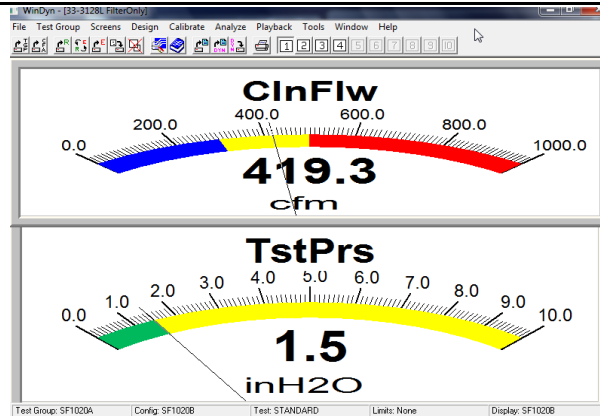 WinDyn - [33-3128L FilterOnly]
File Test Group Screens Design Calibrate Analyze Playback Tools Window Help
1 2 3 4 5 6 7 8 9 10
ClnFlw
0.0 200.0 400.0 600.0 800.0 1000.0
419.3
cfm
TstPrs
0.0 1.0 2.0 3.0 4.0 5.0 6.0 7.0 8.0 9.0 10.0
1.5
inH2O
Test Group: SF1020A Config: SF1020B Test: STANDARD Limits: None Display: SF1020B